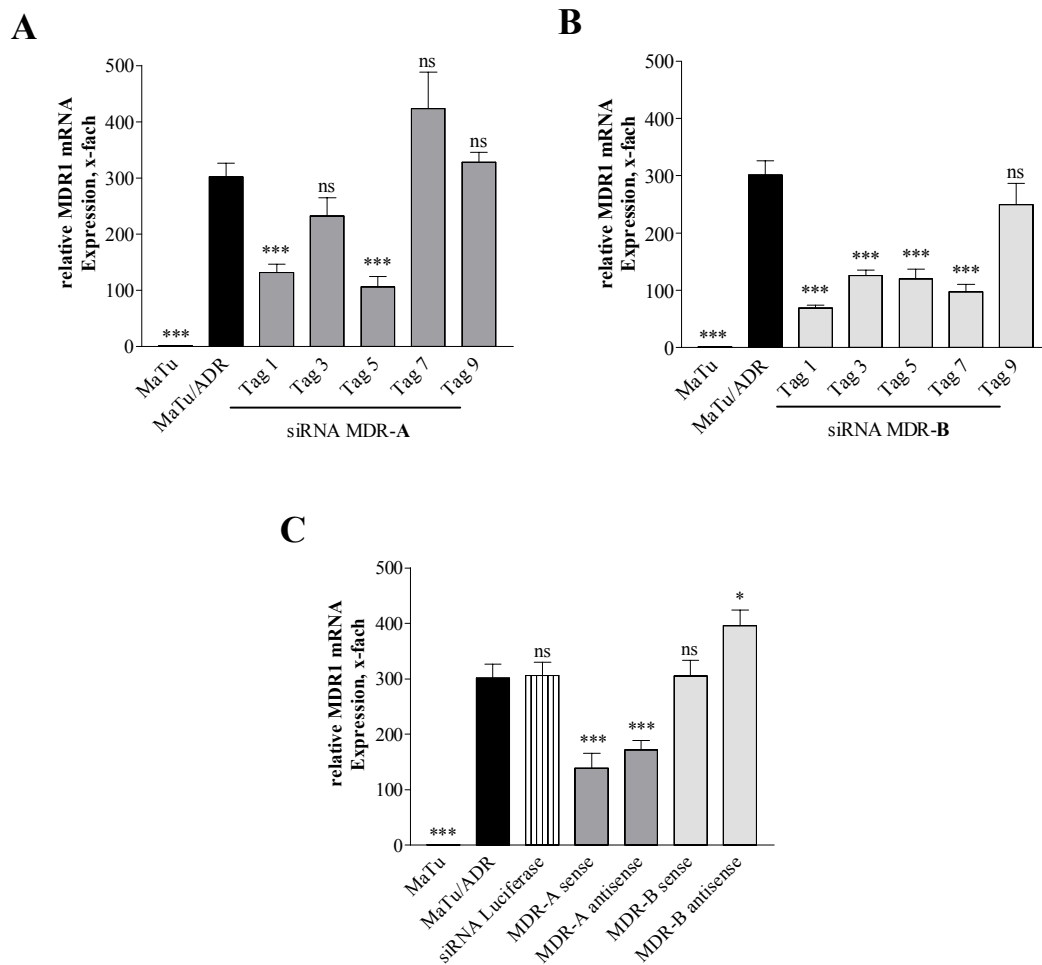 A
relative MDR1 mRNA
Expression, x-fach
500
400
300
200
100
0
***
***
ns
***
ns
ns
MaTu
MaTu/ADR
Tag 1
Tag 3
Tag 5
Tag 7
Tag 9
siRNA MDR-A
B
relative MDR1 mRNA
Expression, x-fach
500
400
300
200
100
0
***
***
***
***
***
ns
MaTu
MaTu/ADR
Tag 1
Tag 3
Tag 5
Tag 7
Tag 9
siRNA MDR-B
C
relative MDR1 mRNA
Expression, x-fach
500
400
300
200
100
0
***
ns
***
***
ns
*
MaTu
MaTu/ADR
siRNA Luciferase
MDR-A sense
MDR-A antisense
MDR-B sense
MDR-B antisense